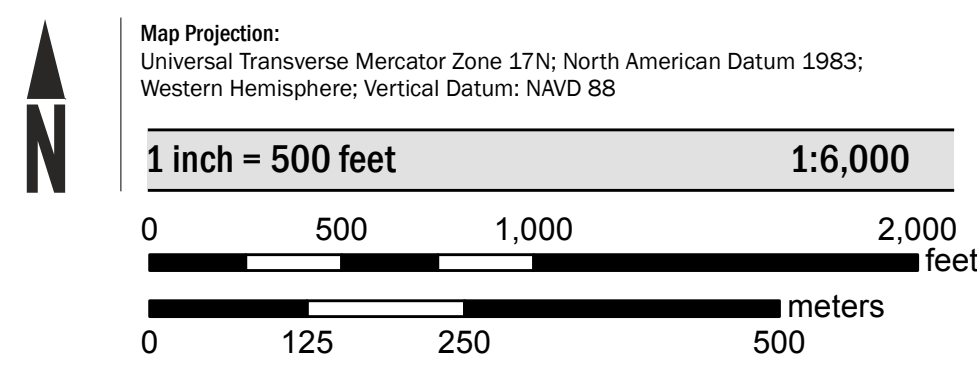 N
Map Projection:
Universal Transverse Mercator Zone 17N; North American Datum 1983;
Western Hemisphere; Vertical Datum: NAVD 88
1 inch = 500 feet 1:6,000
0 500 1,000 2,000
feet
meters
0 125 250 500